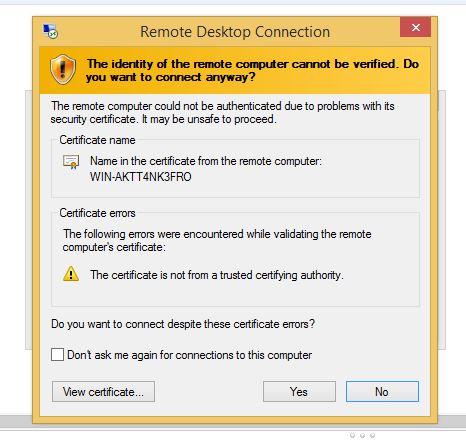 Remote Desktop Connection
The identity of the remote computer cannot be verified. Do
you want to connect anyway?
The remote computer could not be authenticated due to problems with its
security certificate. It may be unsafe to proceed.
Certificate name
Name in the certificate from the remote computer:
WIN-AKTT4NK3FRO
Certificate errors
The following errors were encountered while validating the remote
computer's certificate:
The certificate is not from a trusted certifying authority.
Do you want to connect despite these certificate errors?
Don't ask me again for connections to this computer
View certificate... Yes No